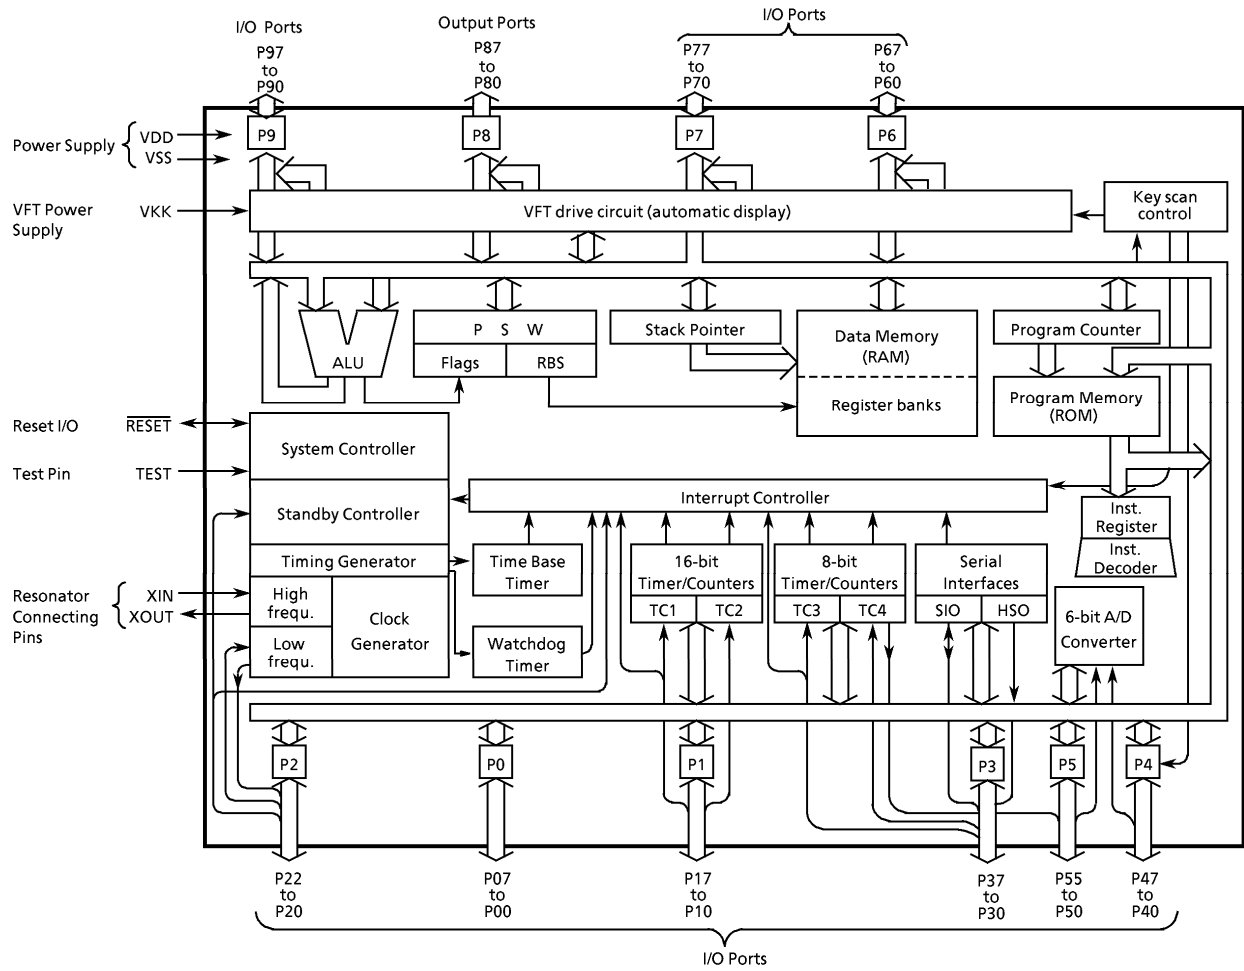 I/O Ports
Output Ports
I/O Ports
P97
to
P90
P87
to
P80
P77
to
P70
P67
to
P60
Power Supply
VDD
VSS
P9
P8
P7
P6
VFT Power
Supply
VKK
VFT drive circuit (automatic display)
Key scan
control
ALU
P S W
Flags
RBS
Stack Pointer
Data Memory
(RAM)
Register banks
Program Counter
Program Memory
(ROM)
Reset I/O
RESET
Test Pin
TEST
System Controller
Standby Controller
Interrupt Controller
Inst.
Register
Inst.
Decoder
Timing Generator
Time Base
Timer
16-bit
Timer/Counters
TC1
TC2
8-bit
Timer/Counters
TC3
TC4
Serial
Interfaces
SIO
HSO
Resonator
Connecting
Pins
XIN
XOUT
High
frequ.
Low
frequ.
Clock
Generator
Watchdog
Timer
6-bit A/D
Converter
P2
P0
P1
P3
P5
P4
P22
to
P20
P07
to
P00
P17
to
P10
P37
to
P30
P55
to
P50
P47
to
P40
I/O Ports